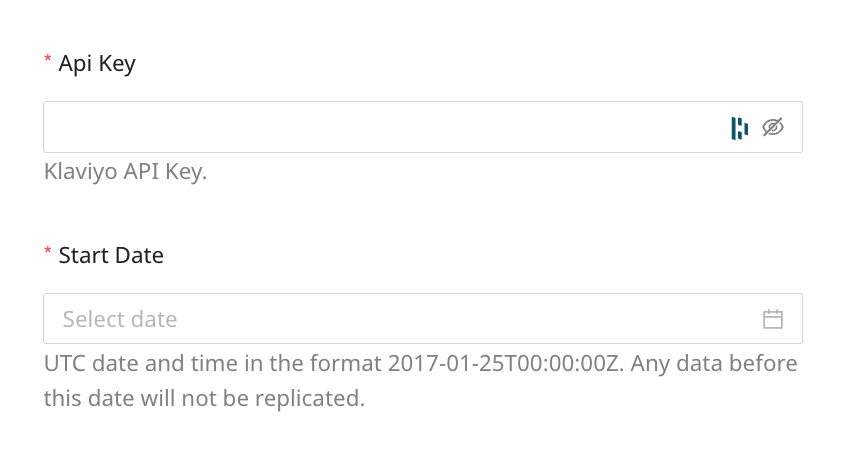 * Api Key
Klaviyo API Key.
* Start Date
Select date
UTC date and time in the format 2017-01-25T00:00:00Z. Any data before
this date will not be replicated.